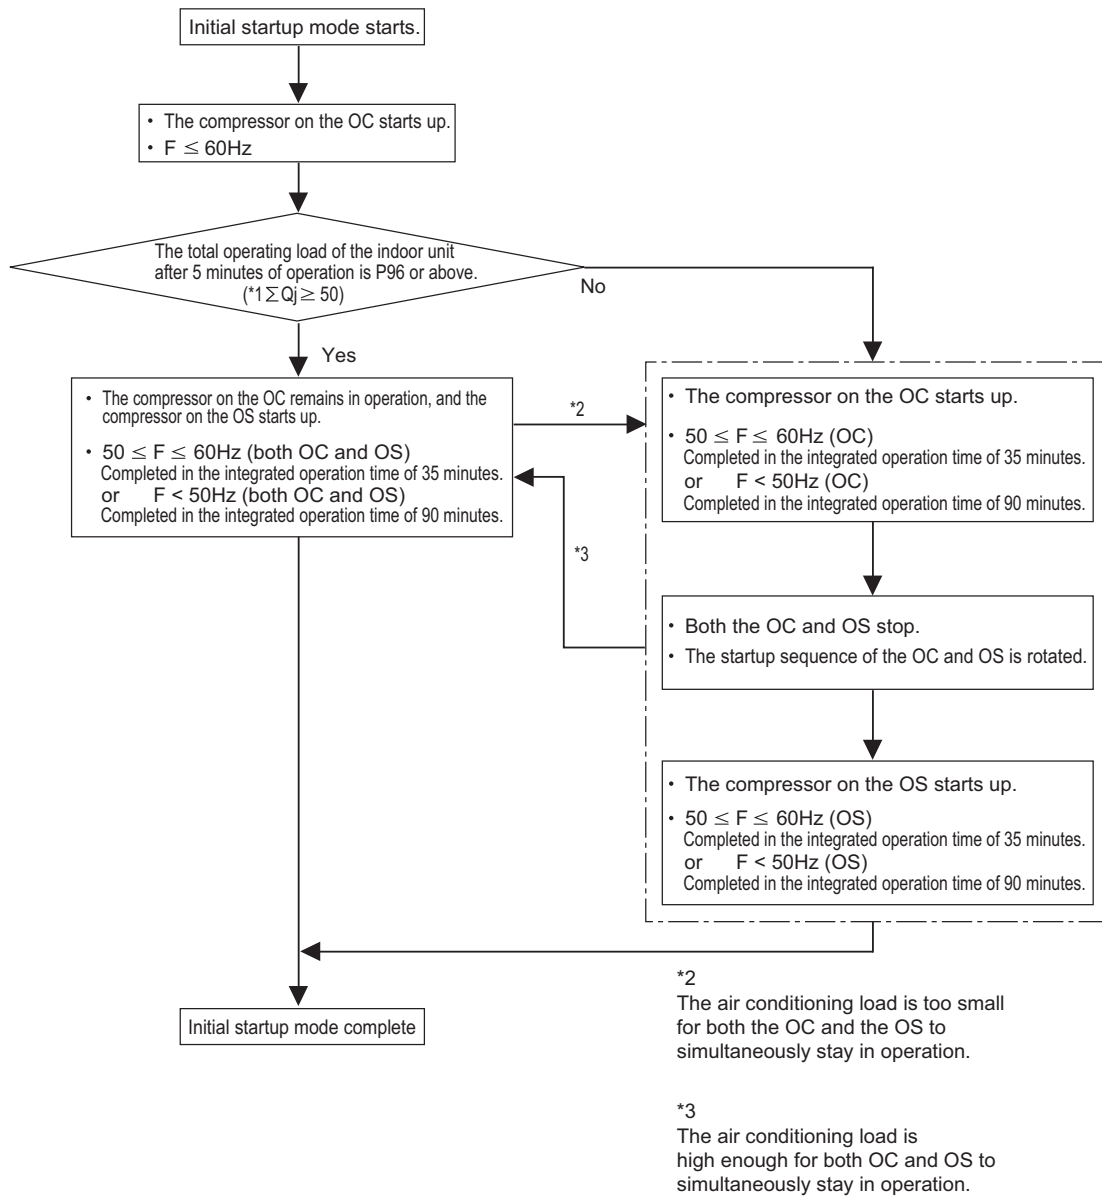 Initial startup mode starts.
• The compressor on the OC starts up.
• F ≤ 60Hz
The total operating load of the indoor unit
after 5 minutes of operation is P96 or above.
(*1 ∑Qj ≥ 50)
No
Yes
• The compressor on the OC remains in operation, and the
compressor on the OS starts up.
• 50 ≤ F ≤ 60Hz (both OC and OS)
Completed in the integrated operation time of 35 minutes.
or F < 50Hz (both OC and OS)
Completed in the integrated operation time of 90 minutes.
*2
*3
• The compressor on the OC starts up.
• 50 ≤ F ≤ 60Hz (OC)
Completed in the integrated operation time of 35 minutes.
or F < 50Hz (OC)
Completed in the integrated operation time of 90 minutes.
• Both the OC and OS stop.
• The startup sequence of the OC and OS is rotated.
• The compressor on the OS starts up.
• 50 ≤ F ≤ 60Hz (OS)
Completed in the integrated operation time of 35 minutes.
or F < 50Hz (OS)
Completed in the integrated operation time of 90 minutes.
Initial startup mode complete
*2
The air conditioning load is too small
for both the OC and the OS to
simultaneously stay in operation.
*3
The air conditioning load is
high enough for both OC and OS to
simultaneously stay in operation.